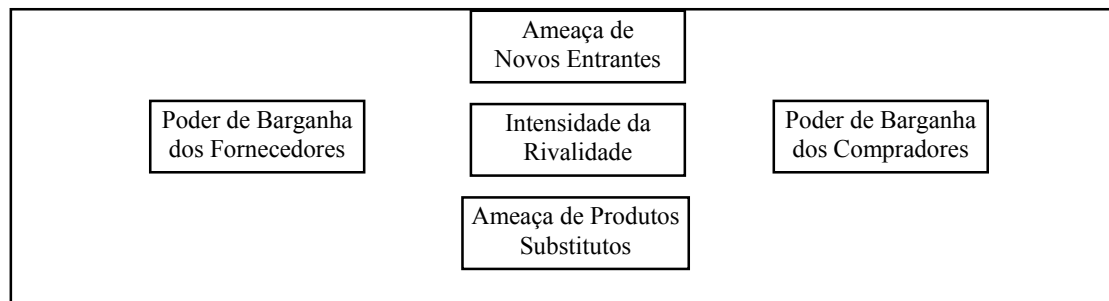 Ameaça de
Novos Entrantes
Poder de Barganha
dos Fornecedores
Intensidade da
Rivalidade
Poder de Barganha
dos Compradores
Ameaça de Produtos
Substitutos